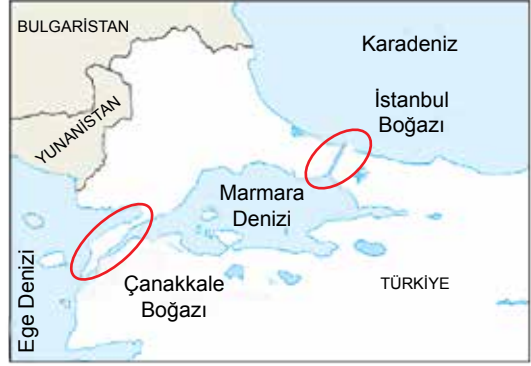 BULGARİSTAN
Karadeniz
İstanbul
Boğazı
YUNANİSTAN
Marmara
Denizi
Çanakkale
Boğazı
TÜRKİYE
Ege Denizi